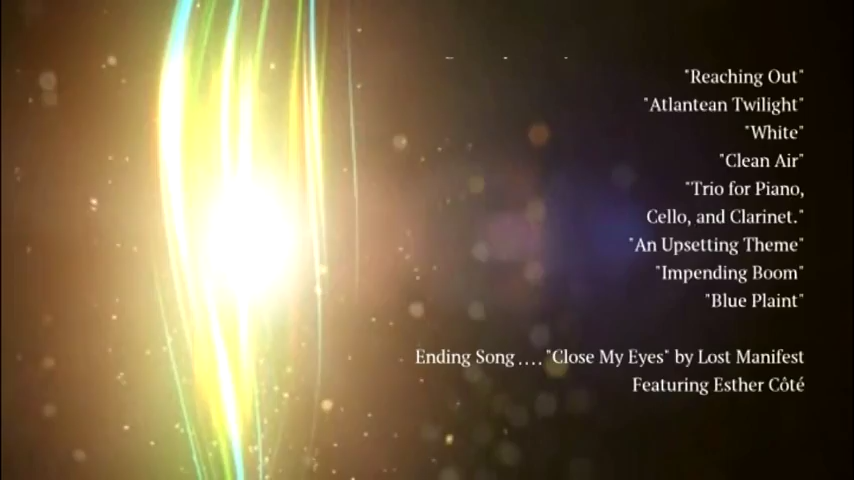 "Reaching Out"
"Atlantean Twilight"
"White"
"Clean Air"
"Trio for Piano,
Cello, and Clarinet."
"An Upsetting Theme"
"Impending Boom"
"Blue Plaint"
Ending Song . . . . "Close My Eyes" by Lost Manifest
Featuring Esther Côté